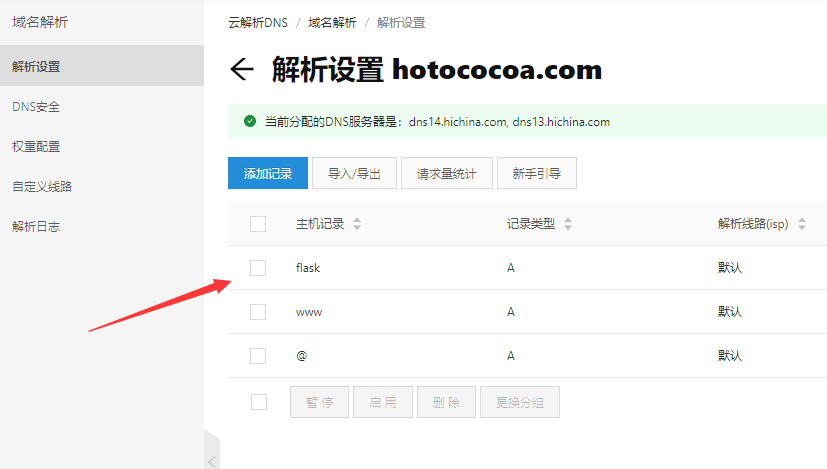 域名解析
解析设置
DNS安全
权重配置
自定义线路
解析日志
云解析DNS / 域名解析 / 解析设置
← 解析设置 hotococoa.com
当前分配的DNS服务器是：dns14.hichina.com, dns13.hichina.com
添加记录 导入/导出 请求量统计 新手引导
主机记录 记录类型 解析线路(isp)
flask A 默认
www A 默认
@ A 默认
暂停 启用 删除 更换分组